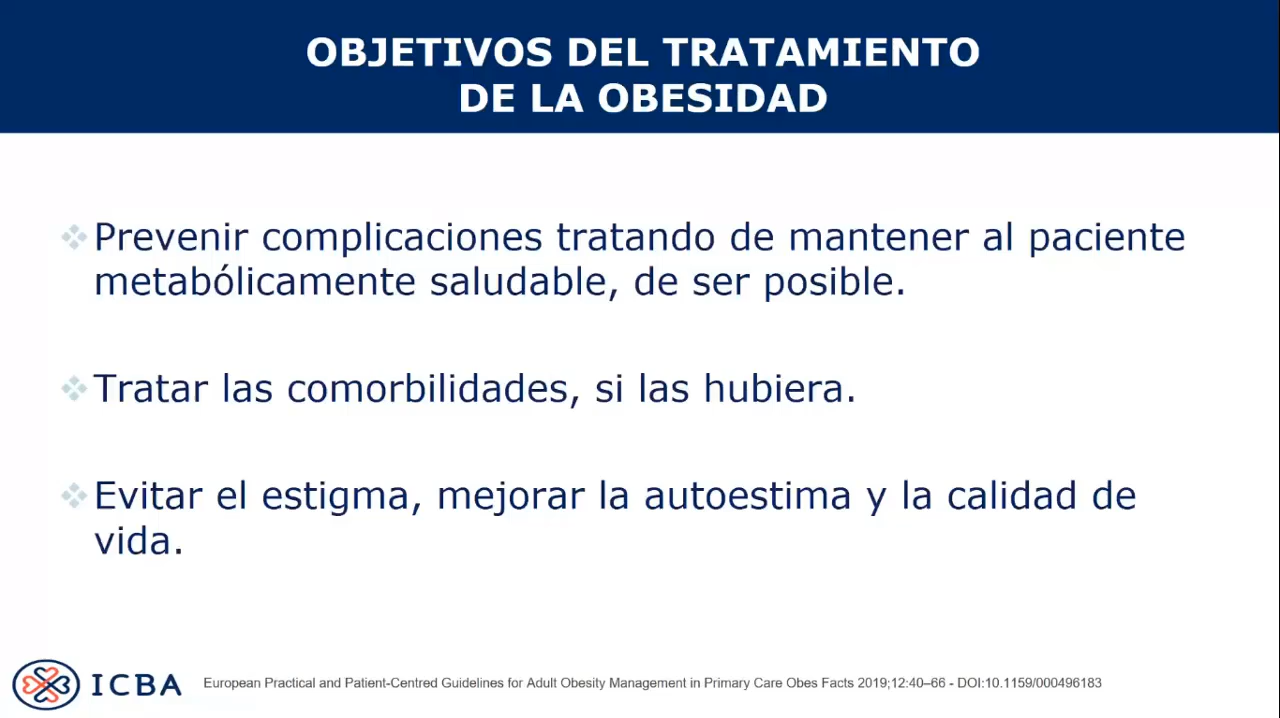 OBJETIVOS DEL TRATAMIENTO
DE LA OBESIDAD
Prevenir complicaciones tratando de mantener al paciente
metabólicamente saludable, de ser posible.
Tratar las comorbilidades, si las hubiera.
Evitar el estigma, mejorar la autoestima y la calidad de
vida.
ICBA
European Practical and Patient-Centred Guidelines for Adult Obesity Management in Primary Care Obes Facts 2019;12:40–66 - DOI:10.1159/000496183